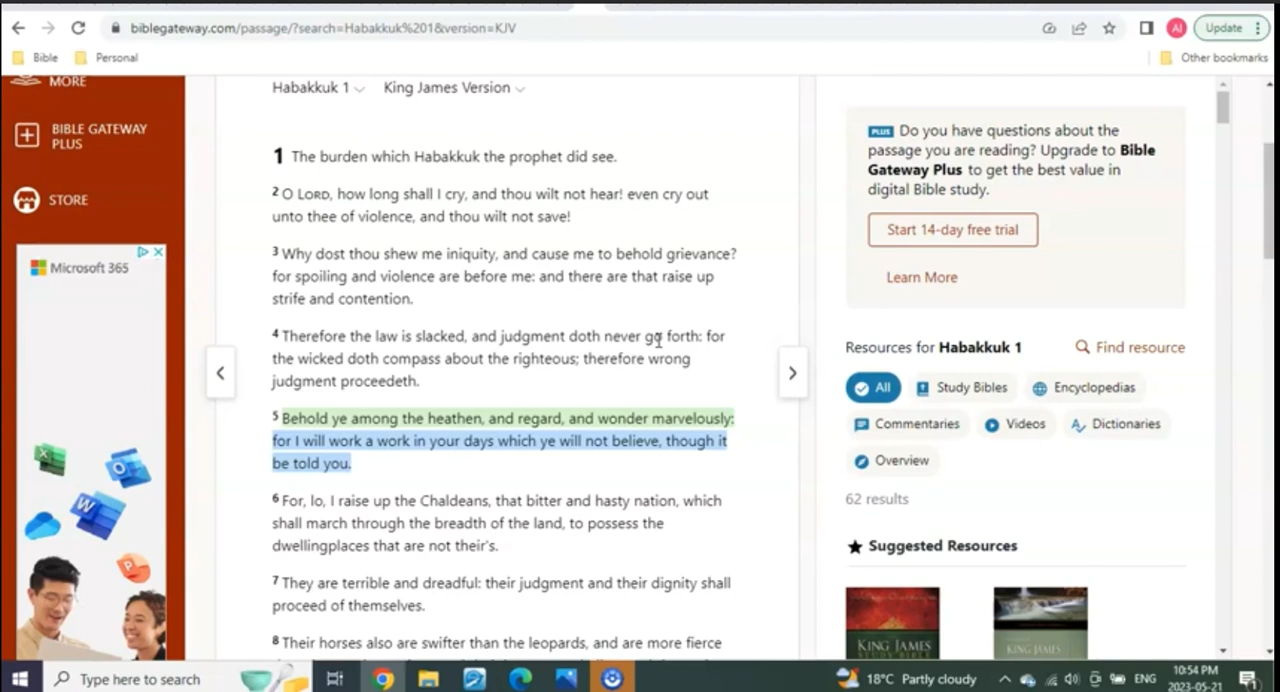 biblegateway.com/passage/?search=Habakkuk%201&version=KJV
AI
Update
Bible
Personal
Other bookmarks
MORE
BIBLE GATEWAY
PLUS
STORE
Microsoft 365
Habakkuk 1
King James Version
1 The burden which Habakkuk the prophet did see.
2 O LORD, how long shall I cry, and thou wilt not hear! even cry out
unto thee of violence, and thou wilt not save!
3 Why dost thou shew me iniquity, and cause me to behold grievance?
for spoiling and violence are before me: and there are that raise up
strife and contention.
4 Therefore the law is slacked, and judgment doth never go forth: for
the wicked doth compass about the righteous; therefore wrong
judgment proceedeth.
5 Behold ye among the heathen, and regard, and wonder marvelously:
for I will work a work in your days which ye will not believe, though it
be told you.
6 For, lo, I raise up the Chaldeans, that bitter and hasty nation, which
shall march through the breadth of the land, to possess the
dwellingplaces that are not their's.
7 They are terrible and dreadful: their judgment and their dignity shall
proceed of themselves.
8 Their horses also are swifter than the leopards, and are more fierce
PLUS Do you have questions about the
passage you are reading? Upgrade to Bible
Gateway Plus to get the best value in
digital Bible study.
Start 14-day free trial
Learn More
Resources for Habakkuk 1
Find resource
All
Study Bibles
Encyclopedias
Commentaries
Videos
Dictionaries
Overview
62 results
Suggested Resources
KING JAMES
STUDY BIBLE
KING JAMES
Type here to search
18°C Partly cloudy
ENG
10:54 PM
2023-05-21